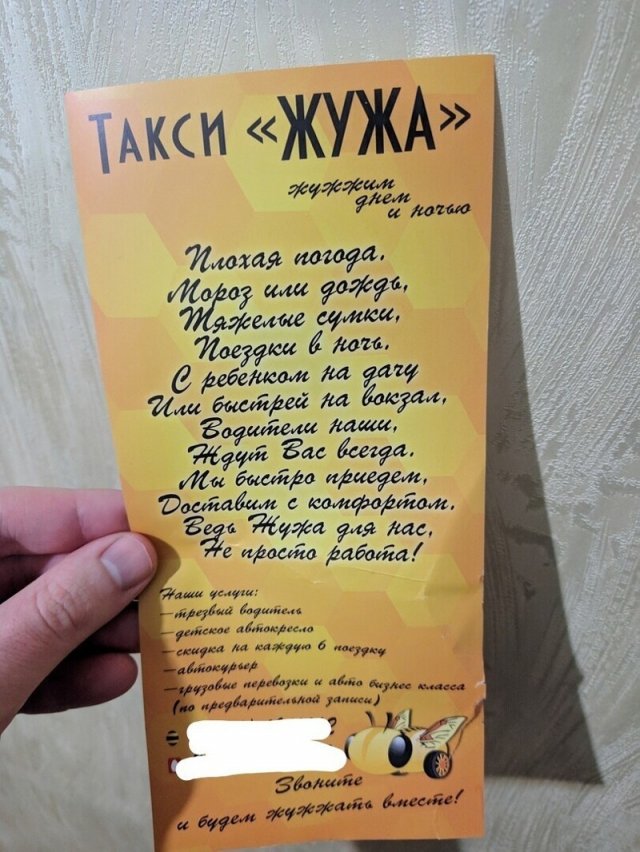 Такси «ЖУЖА»
жужжим
днем
и ночью
Плохая погода,
Мороз или дождь,
Тяжелые сумки,
Поездки в ночь.
С ребенком на дачу
Или быстрей на вокзал,
Водители наши,
Ждут Вас всегда.
Мы быстро приедем,
Доставим с комфортом.
Ведь Жужа для нас,
Не просто работа!
Наши услуги:
—трезвый водитель
—детское автокресло
—скидка на каждую 6 поездку
—автокурьер
—грузовые перевозки и авто бизнес класса
(по предварительной записи)
Звоните
и будем жужжать вместе!